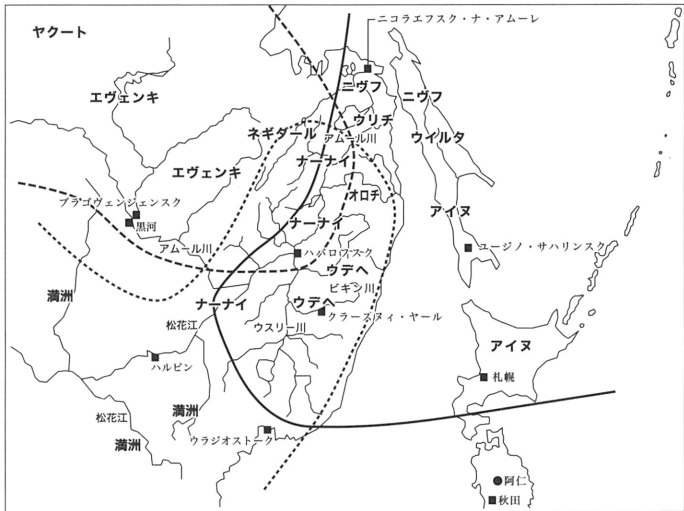 ヤクート
ニコラエフスク・ナ・アムーレ
エヴェンキ
ニヴフ
ニヴフ
ウリチ
ネギダール
アムール川
ウイルタ
エヴェンキ
ナーナイ
オロチ
ブラゴヴェンジェンスク
黒河
ナーナイ
アイヌ
アムール川
ハバロフスク
ユージノ・サハリンスク
ウデヘ
ビキン川
満洲
ナーナイ
ウデヘ
クラースヌィ・ヤール
松花江
ウスリー川
アイヌ
ハルビン
札幌
松花江
満洲
満洲
ウラジオストーク
阿仁
秋田